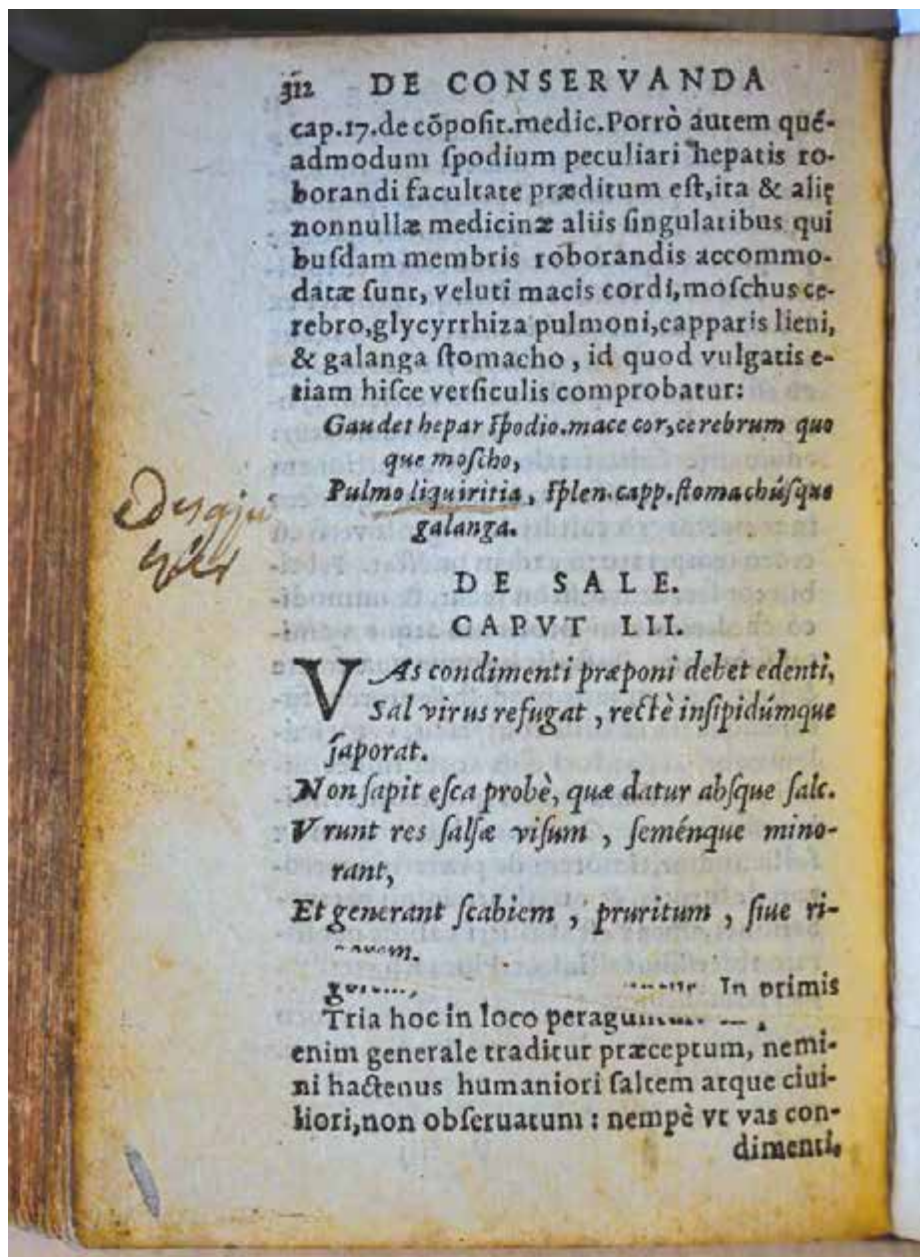 312 DE CONSERVANDA
cap.17.de cōposit.medic.Porrò autem qué-
admodum ſpodium peculiari hepatis ro-
borandi facultate præditum eſt,ita & alię
nonnullæ medicinæ aliis ſingularibus qui
buſdam membris roborandis accommo-
datæ ſunt, veluti macis cordi,moſchus ce-
rebro,glycyrrhiza pulmoni,capparis lieni,
& galanga ſtomacho, id quod vulgatis e-
tiam hiſce verſiculis comprobatur:
Gaudet hepar ſpodio.mace cor,cerebrum quo
que moſcho,
Pulmo liquiritia, ſplen.capp.ſtomachúſque
galanga.
DE SALE.
CAPVT LII.
VAs condimenti præponi debet edenti,
Sal virus refugat, rectè inſipidúmque
ſaporat.
Non ſapit eſca probè, quæ datur abſque ſale.
Vrunt res ſalſæ viſum, ſeménque mino-
rant,
Et generant ſcabiem, pruritum, ſiue ri-
In primis
Tria hoc in loco
enim generale traditur præceptum, nemi-
ni hactenus humaniori ſaltem atque ciui-
liori,non obſeruatum: nempè vt vas con-
dimenti,